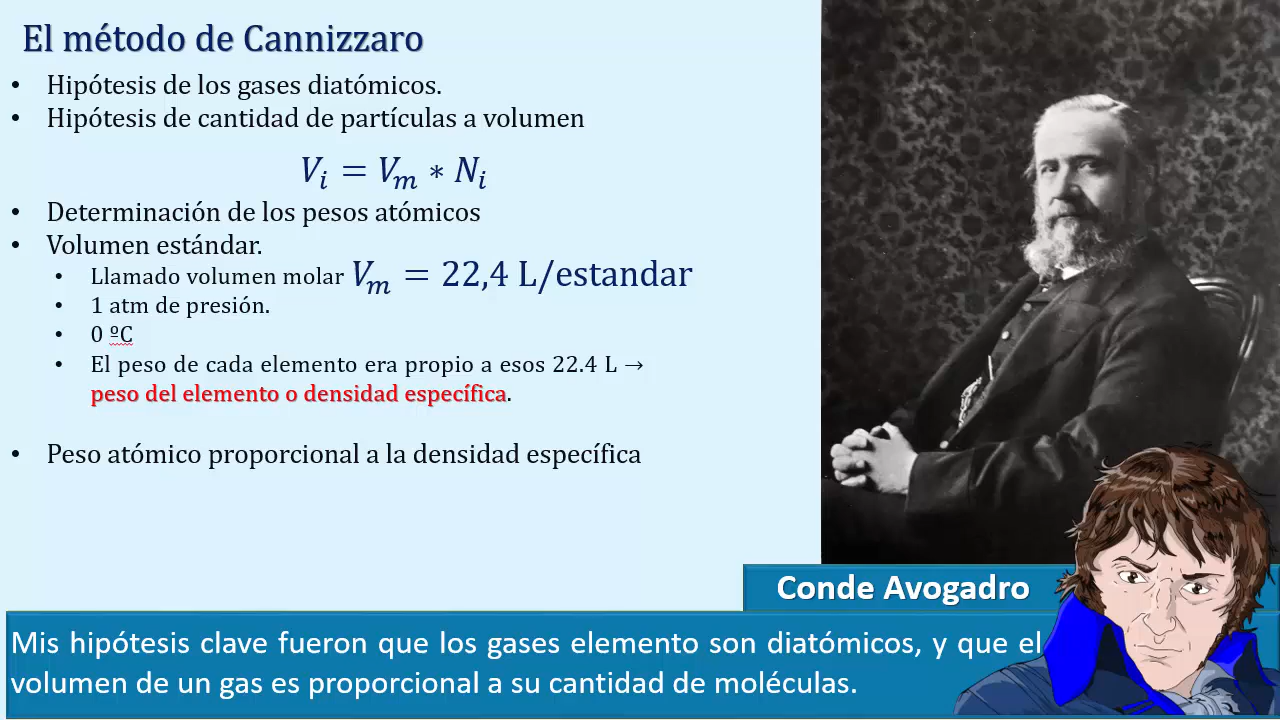 El método de Cannizzaro
• Hipótesis de los gases diatómicos.
• Hipótesis de cantidad de partículas a volumen
V_i = V_m * N_i
• Determinación de los pesos atómicos
• Volumen estándar.
• Llamado volumen molar V_m = 22,4 L/estandar
• 1 atm de presión.
• 0 ºC
• El peso de cada elemento era propio a esos 22.4 L →
peso del elemento o densidad específica.
• Peso atómico proporcional a la densidad específica
Conde Avogadro
Mis hipótesis clave fueron que los gases elemento son diatómicos, y que el
volumen de un gas es proporcional a su cantidad de moléculas.